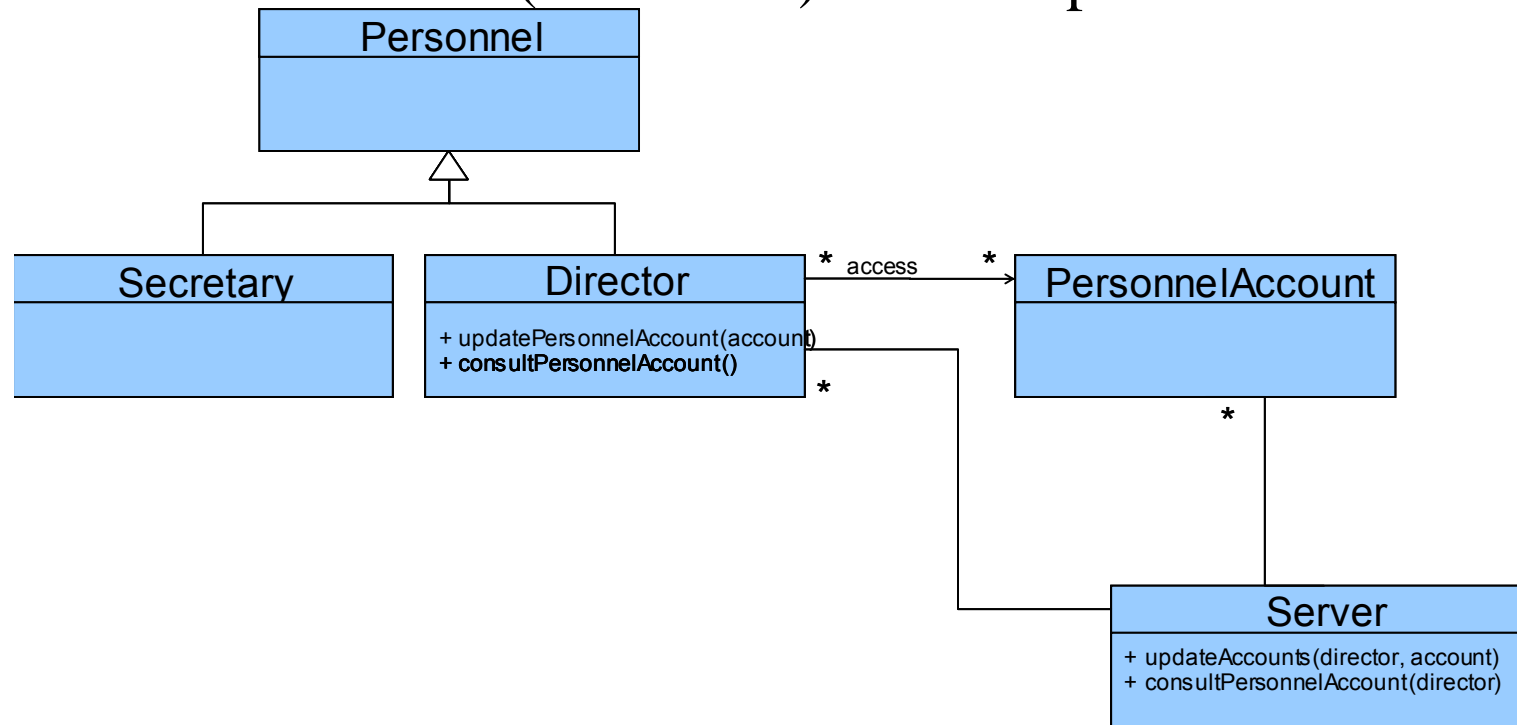 Personnel
Secretary
Director
+ updatePersonnelAccount(account)
+ consultPersonnelAccount()
* access *
PersonnelAccount
*
*
Server
+ updateAccounts(director, account)
+ consultPersonnelAccount(director)